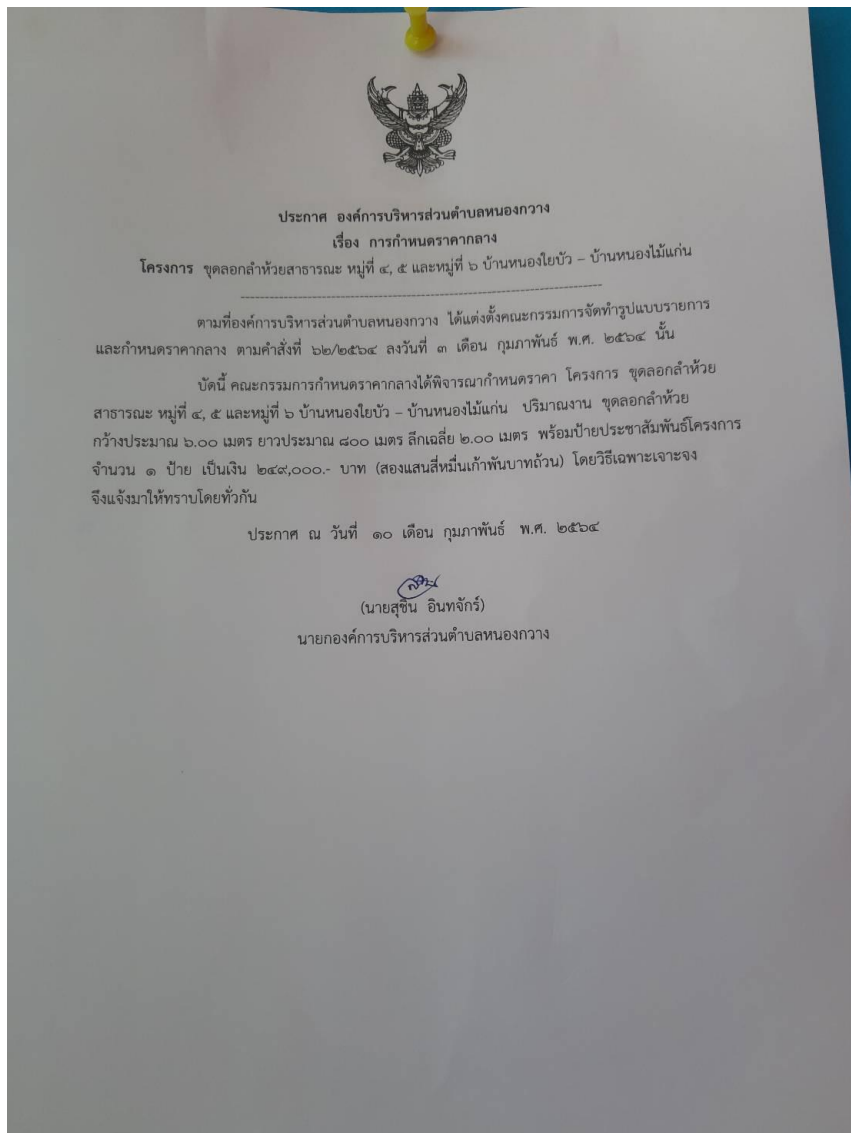 ประกาศ องค์การบริหารส่วนตำบลหนองกวาง
เรื่อง การกำหนดราคากลาง
โครงการ ขุดลอกลำห้วยสาธารณะ หมู่ที่ ๔, ๕ และหมู่ที่ ๖ บ้านหนองใยบัว – บ้านหนองไม้แก่น
ตามที่องค์การบริหารส่วนตำบลหนองกวาง ได้แต่งตั้งคณะกรรมการจัดทำรูปแบบรายการ
และกำหนดราคากลาง ตามคำสั่งที่ ๖๒/๒๕๖๔ ลงวันที่ ๓ เดือน กุมภาพันธ์ พ.ศ. ๒๕๖๔ นั้น
บัดนี้ คณะกรรมการกำหนดราคากลางได้พิจารณากำหนดราคา โครงการ ขุดลอกลำห้วย
สาธารณะ หมู่ที่ ๔, ๕ และหมู่ที่ ๖ บ้านหนองใยบัว – บ้านหนองไม้แก่น ปริมาณงาน ขุดลอกลำห้วย
กว้างประมาณ ๖.๐๐ เมตร ยาวประมาณ ๘๐๐ เมตร ลึกเฉลี่ย ๒.๐๐ เมตร พร้อมป้ายประชาสัมพันธ์โครงการ
จำนวน ๑ ป้าย เป็นเงิน ๒๔๙,๐๐๐.- บาท (สองแสนสี่หมื่นเก้าพันบาทถ้วน) โดยวิธีเฉพาะเจาะจง
จึงแจ้งมาให้ทราบโดยทั่วกัน
ประกาศ ณ วันที่ ๑๐ เดือน กุมภาพันธ์ พ.ศ. ๒๕๖๔
(นายสุชิน อินทจักร์)
นายกองค์การบริหารส่วนตำบลหนองกวาง